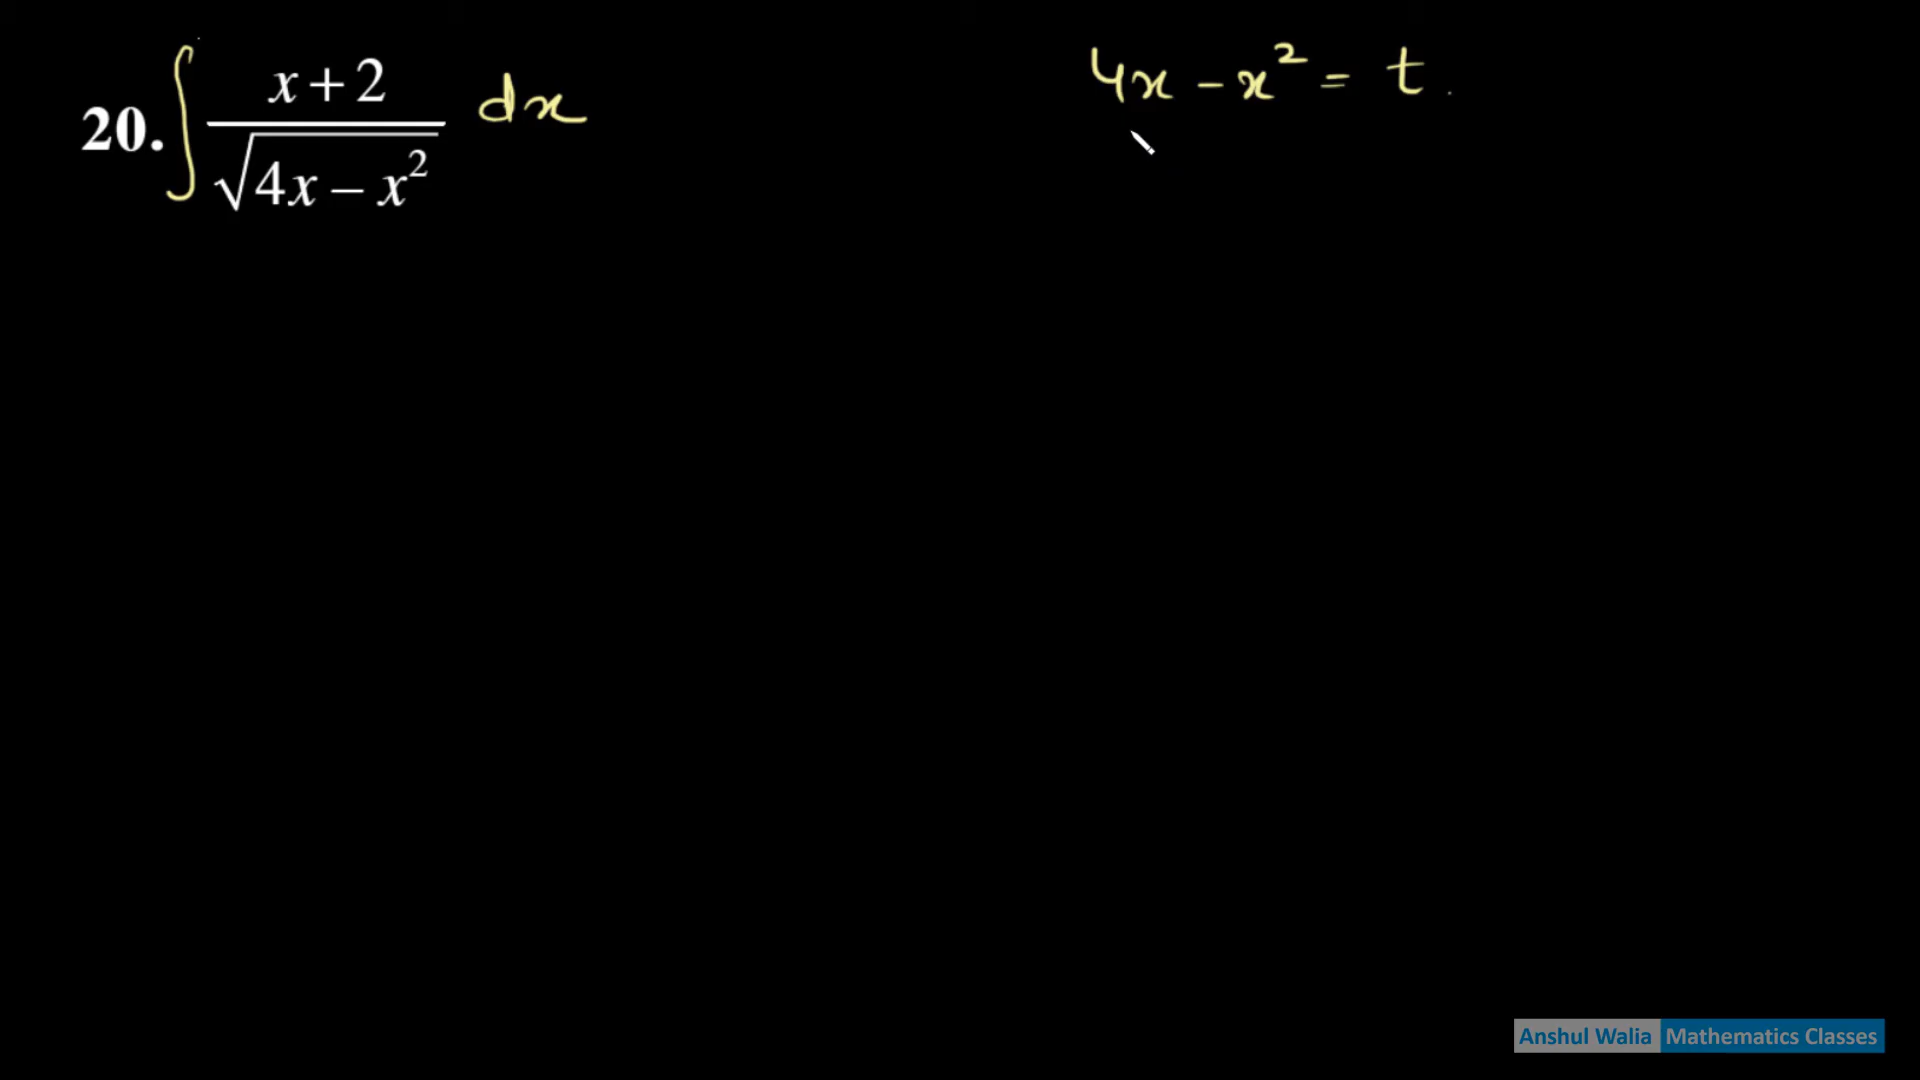 20. ∫ (x + 2) / √(4x – x²) dx
4x – x² = t
Anshul Walia Mathematics Classes